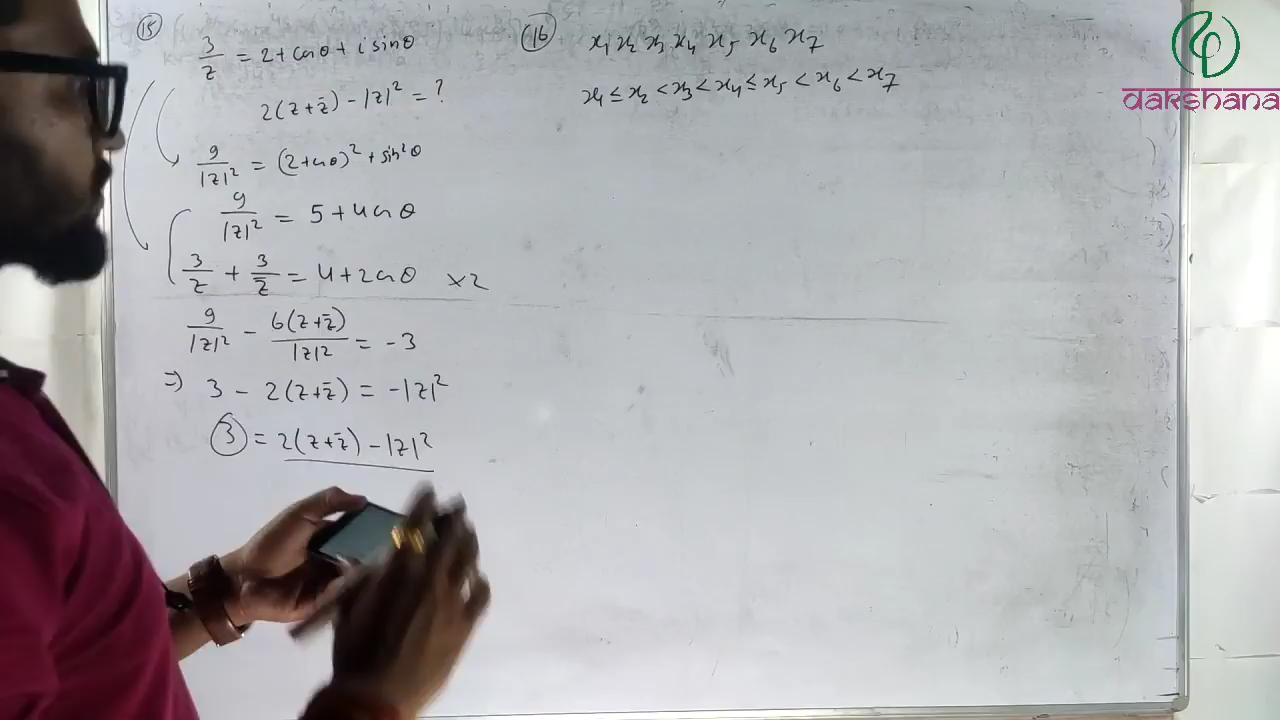 (15) 3/z = 2 + cosθ + i sinθ
2(z + z̄) - |z|² = ?
9/|z|² = (2 + cosθ)² + sin²θ
9/|z|² = 5 + 4cosθ
3/z + 3/z̄ = 4 + 2cosθ ×2
9/|z|² - 6(z + z̄)/|z|² = -3
⇒ 3 - 2(z + z̄) = -|z|²
3 = 2(z + z̄) - |z|²
(16) x₁ x₂ x₃ x₄ x₅ x₆ x₇
x₁ ≤ x₂ < x₃ < x₄ ≤ x₅ < x₆ < x₇
dakshana